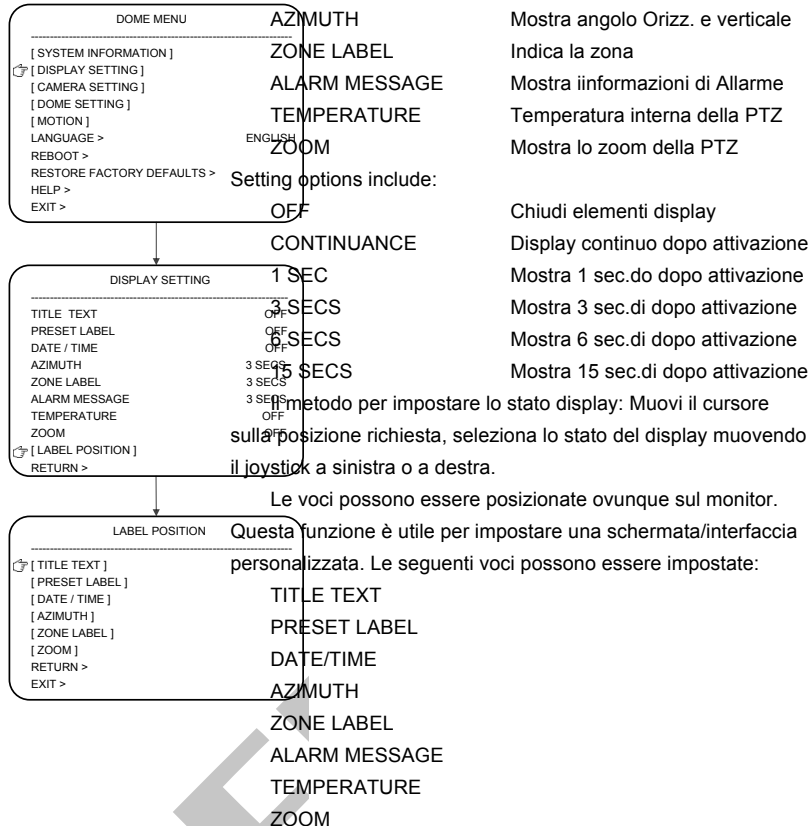 DOME MENU
[ SYSTEM INFORMATION ]
[ DISPLAY SETTING ]
[ CAMERA SETTING ]
[ DOME SETTING ]
[ MOTION ]
LANGUAGE > ENGLISH
REBOOT >
RESTORE FACTORY DEFAULTS >
HELP >
EXIT >
DISPLAY SETTING
TITLE TEXT OFF
PRESET LABEL OFF
DATE / TIME OFF
AZIMUTH 3 SECS
ZONE LABEL 3 SECS
ALARM MESSAGE 3 SECS
TEMPERATURE OFF
ZOOM OFF
[ LABEL POSITION ]
RETURN >
LABEL POSITION
[ TITLE TEXT ]
[ PRESET LABEL ]
[ DATE / TIME ]
[ AZIMUTH ]
[ ZONE LABEL ]
[ ZOOM ]
RETURN >
EXIT >
AZIMUTH Mostra angolo Orizz. e verticale
ZONE LABEL Indica la zona
ALARM MESSAGE Mostra iinformazioni di Allarme
TEMPERATURE Temperatura interna della PTZ
ZOOM Mostra lo zoom della PTZ
Setting options include:
OFF Chiudi elementi display
CONTINUANCE Display continuo dopo attivazione
1 SEC Mostra 1 sec.do dopo attivazione
3 SECS Mostra 3 sec.di dopo attivazione
6 SECS Mostra 6 sec.di dopo attivazione
15 SECS Mostra 15 sec.di dopo attivazione
Il metodo per impostare lo stato display: Muovi il cursore
sulla posizione richiesta, seleziona lo stato del display muovendo
il joystick a sinistra o a destra.
Le voci possono essere posizionate ovunque sul monitor.
Questa funzione è utile per impostare una schermata/interfaccia
personalizzata. Le seguenti voci possono essere impostate:
TITLE TEXT
PRESET LABEL
DATE/TIME
AZIMUTH
ZONE LABEL
ALARM MESSAGE
TEMPERATURE
ZOOM